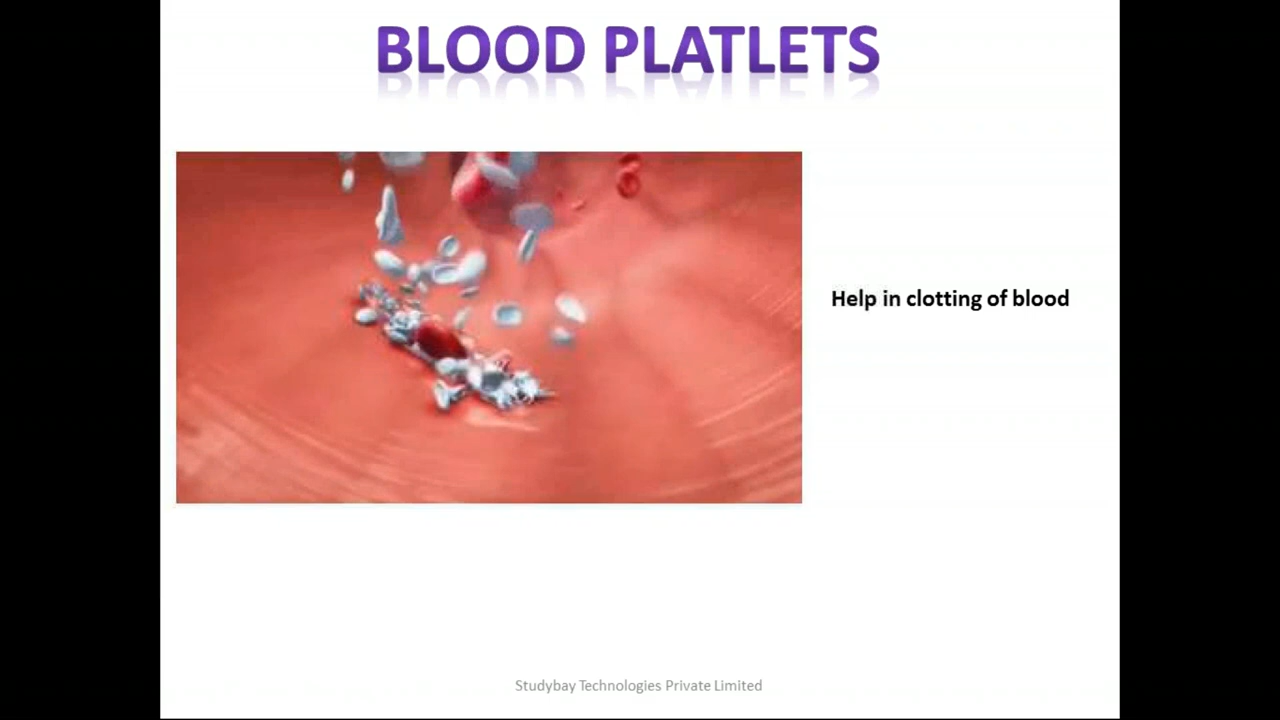 BLOOD PLATLETS
Help in clotting of blood
Studybay Technologies Private Limited